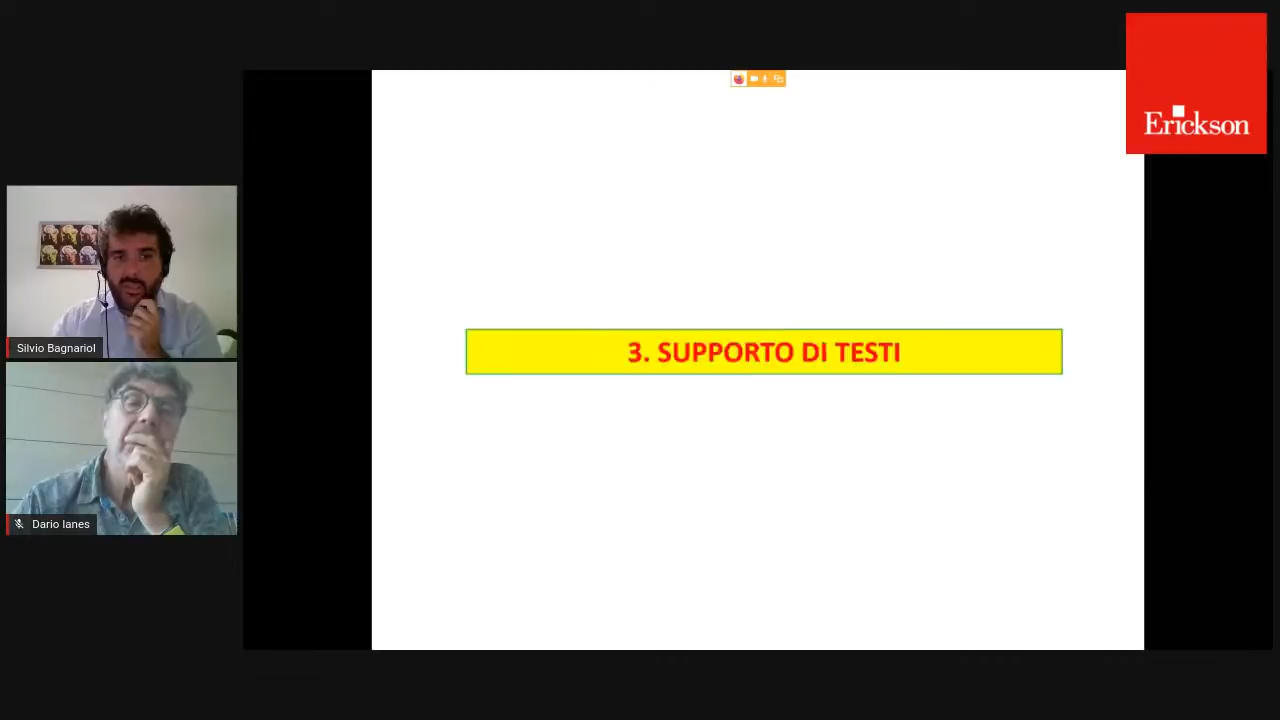 Erickson
Silvio Bagnariol
3. SUPPORTO DI TESTI
Dario Ianes